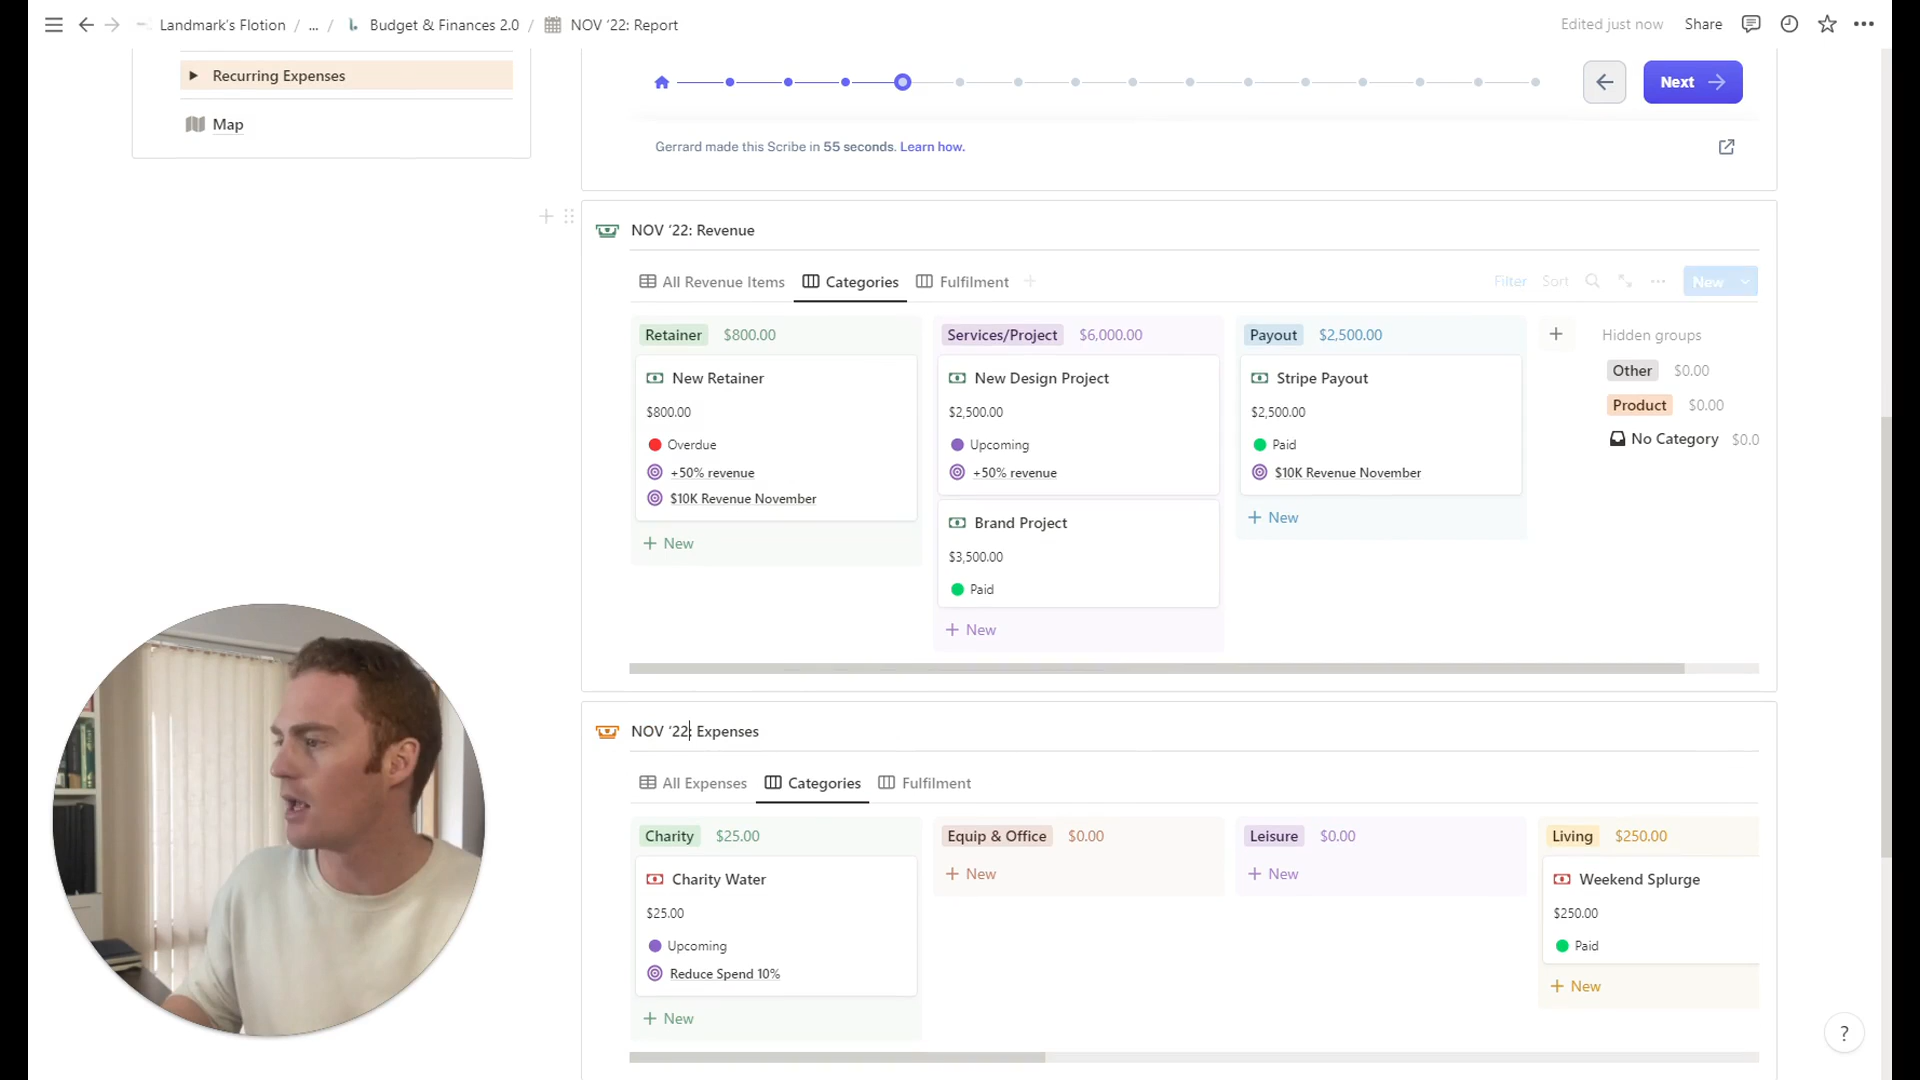 Landmark's Flotion / ... / Budget & Finances 2.0 / NOV '22: Report
Edited just now Share
Recurring Expenses
Map
Next
Gerrard made this Scribe in 55 seconds. Learn how.
NOV '22: Revenue
All Revenue Items Categories Fulfilment
Filter Sort New
Retainer $800.00
Services/Project $6,000.00
Payout $2,500.00
Hidden groups
New Retainer
$800.00
Overdue
+50% revenue
$10K Revenue November
+ New
New Design Project
$2,500.00
Upcoming
+50% revenue
Brand Project
$3,500.00
Paid
+ New
Stripe Payout
$2,500.00
Paid
$10K Revenue November
+ New
Other $0.00
Product $0.00
No Category $0.0
NOV '22: Expenses
All Expenses Categories Fulfilment
Charity $25.00
Equip & Office $0.00
Leisure $0.00
Living $250.00
Charity Water
$25.00
Upcoming
Reduce Spend 10%
+ New
+ New
+ New
Weekend Splurge
$250.00
Paid
+ New
?